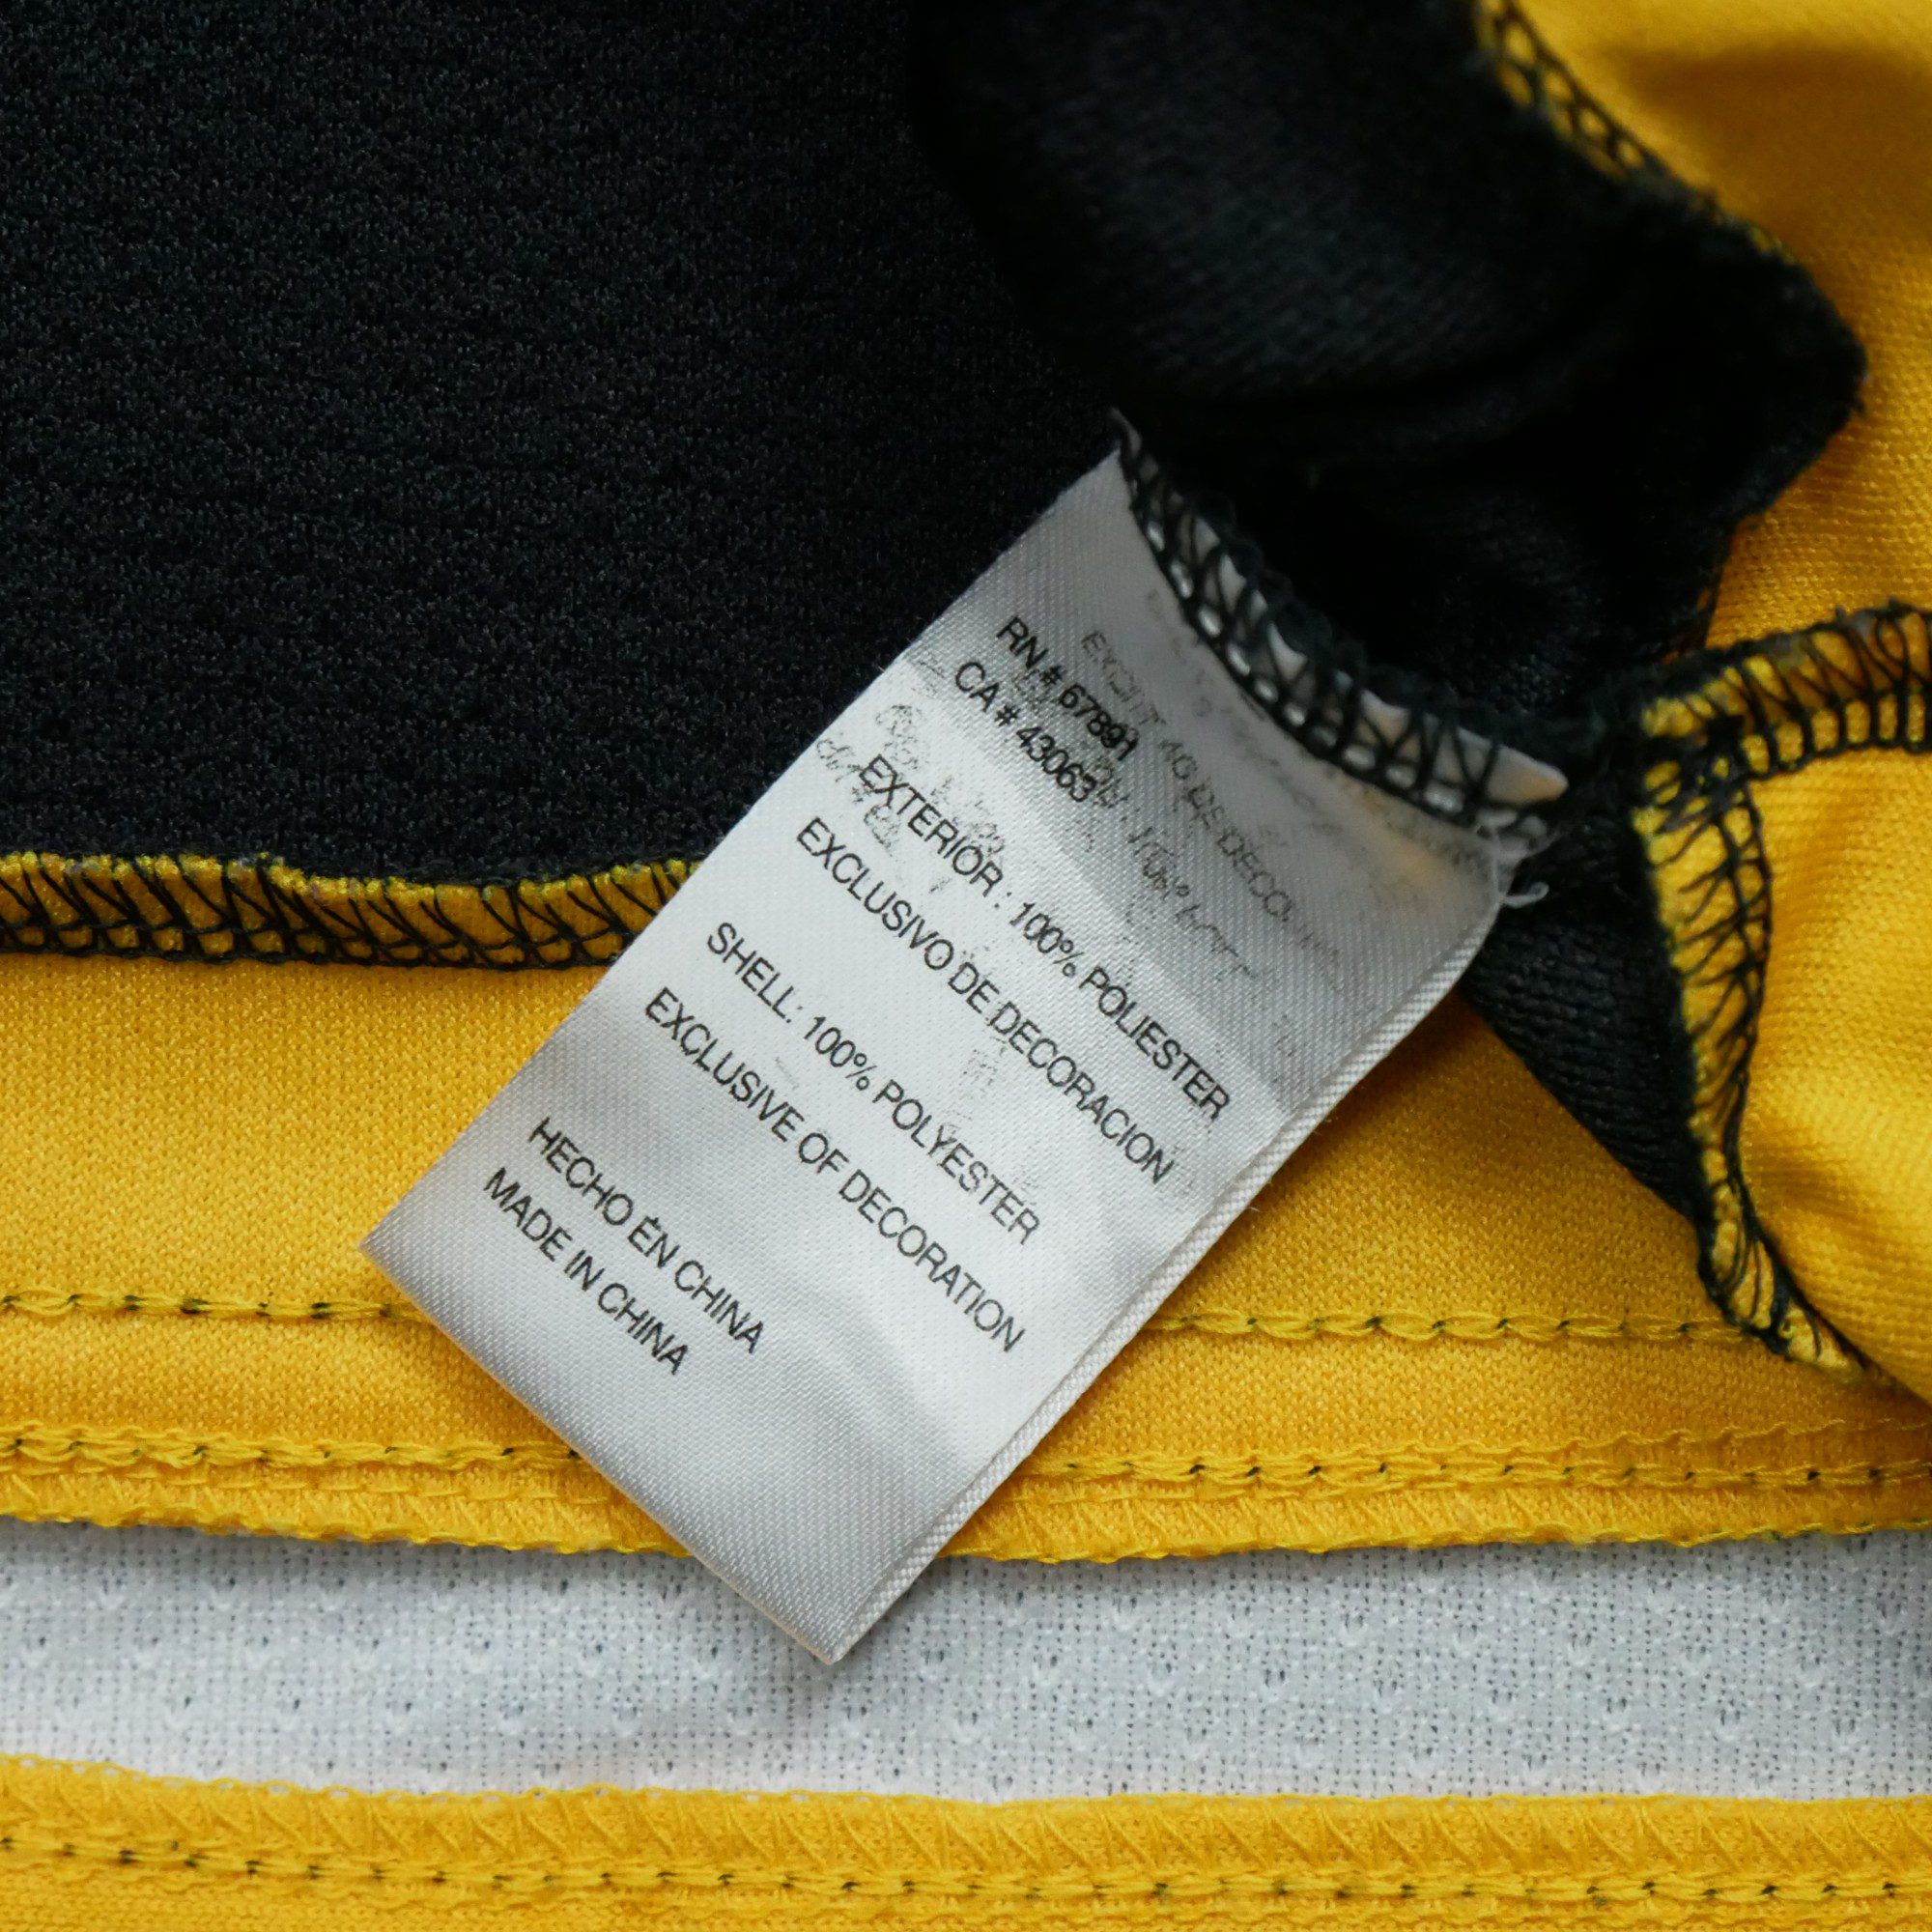 RN # 67891
CA # 43063
EXTERIOR : 100% POLIESTER
EXCLUSIVO DE DECORACION
SHELL: 100% POLYESTER
EXCLUSIVE OF DECORATION
HECHO EN CHINA
MADE IN CHINA